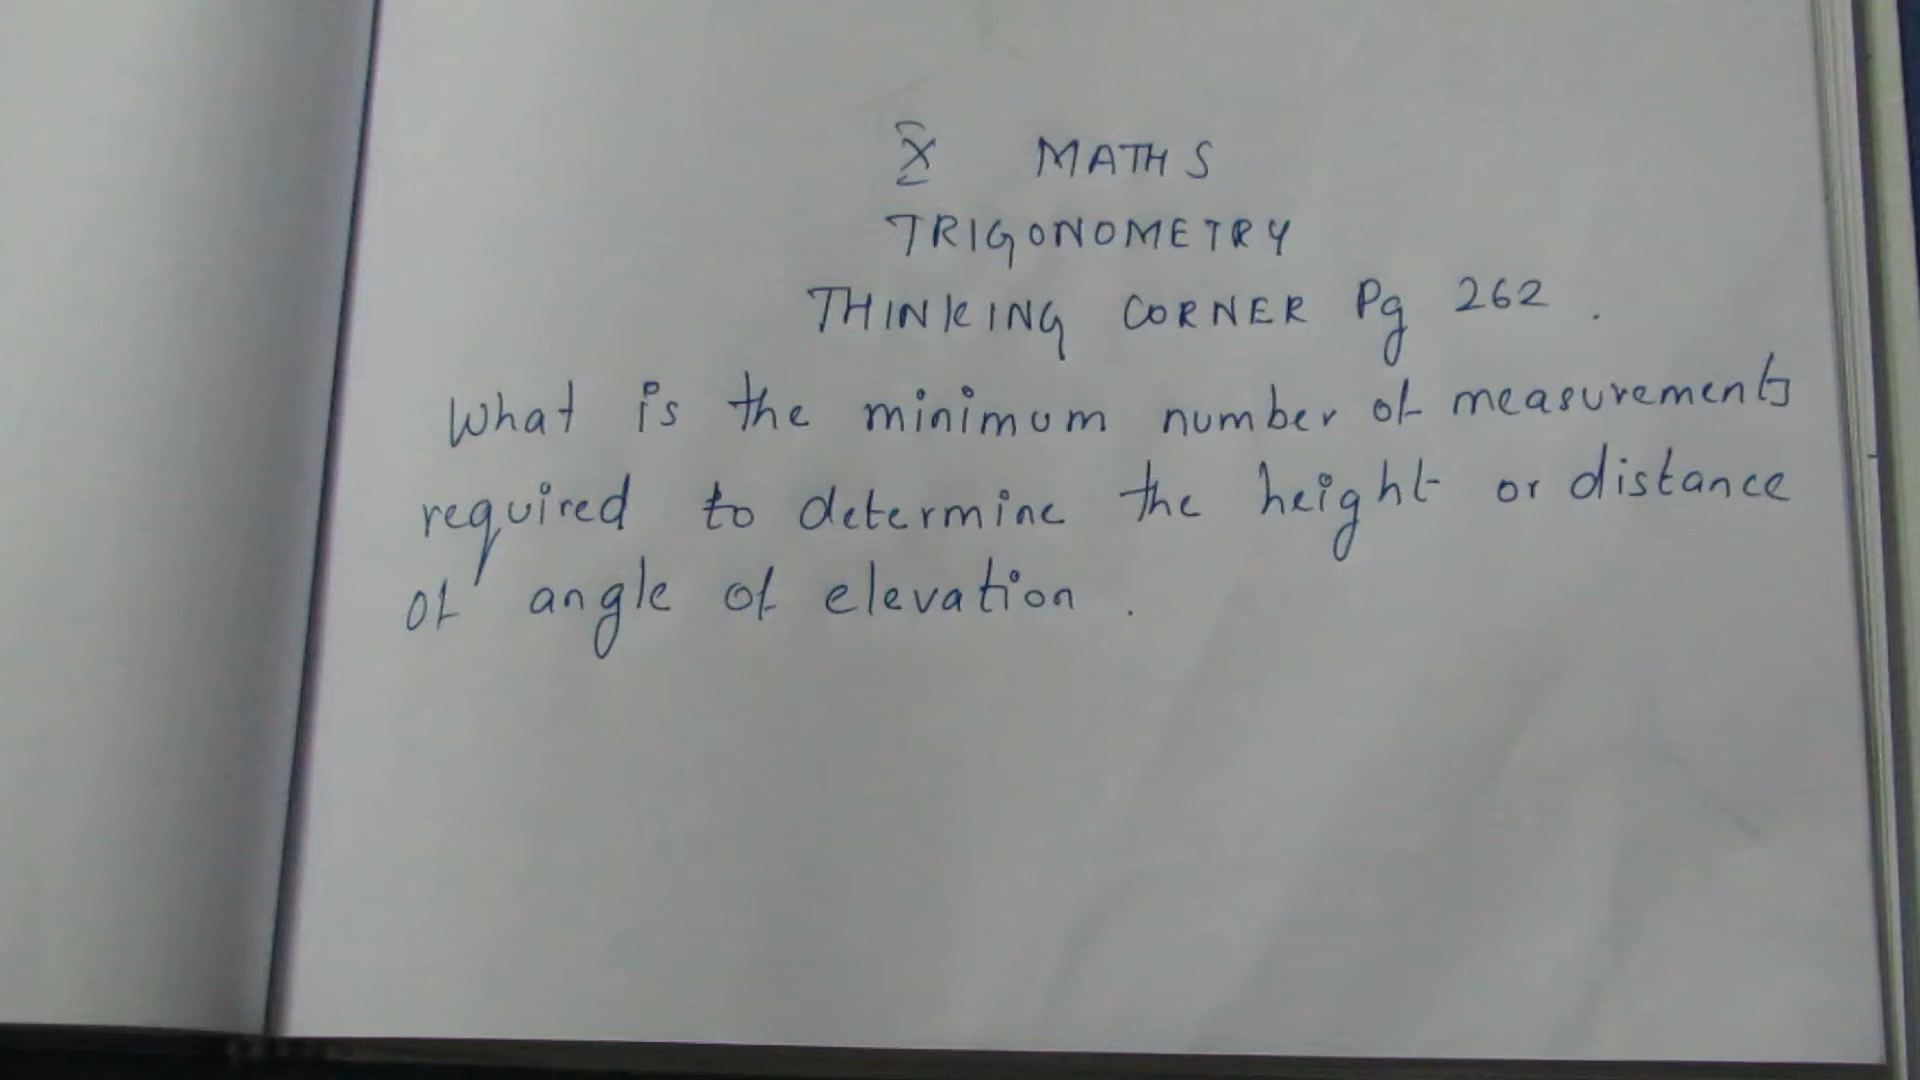 X MATHS
TRIGONOMETRY
THINKING CORNER Pg 262.
What is the minimum number of measurements
required to determine the height or distance
of angle of elevation.